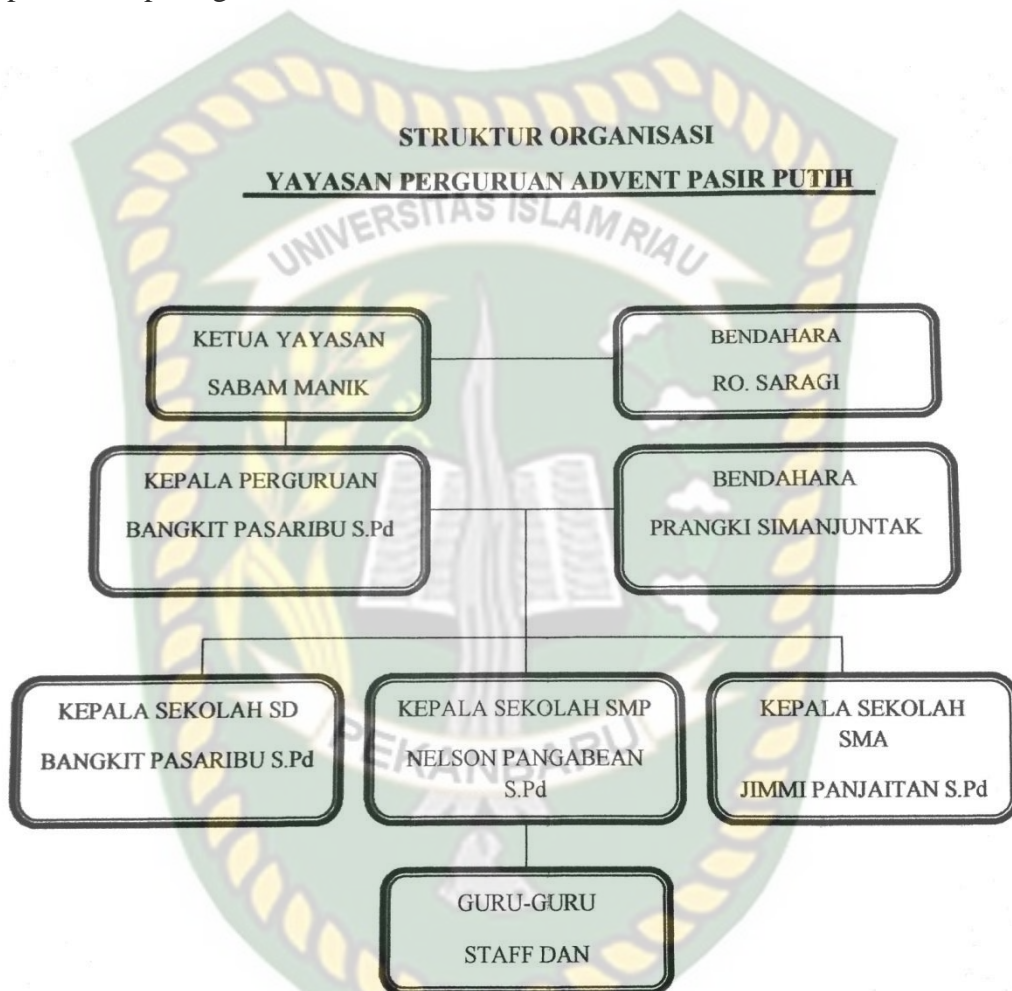 STRUKTUR ORGANISASI
YAYASAN PERGURUAN ADVENT PASIR PUTIH
UNIVERSITAS ISLAM RIAU
KETUA YAYASAN
SABAM MANIK
BENDAHARA
RO. SARAGI
KEPALA PERGURUAN
BANGKIT PASARIBU S.Pd
BENDAHARA
PRANGKI SIMANJUNTAK
KEPALA SEKOLAH SD
BANGKIT PASARIBU S.Pd
KEPALA SEKOLAH SMP
NELSON PANGABEAN
S.Pd
KEPALA SEKOLAH
SMA
JIMMI PANJAITAN S.Pd
PEKANBARU
GURU-GURU
STAFF DAN